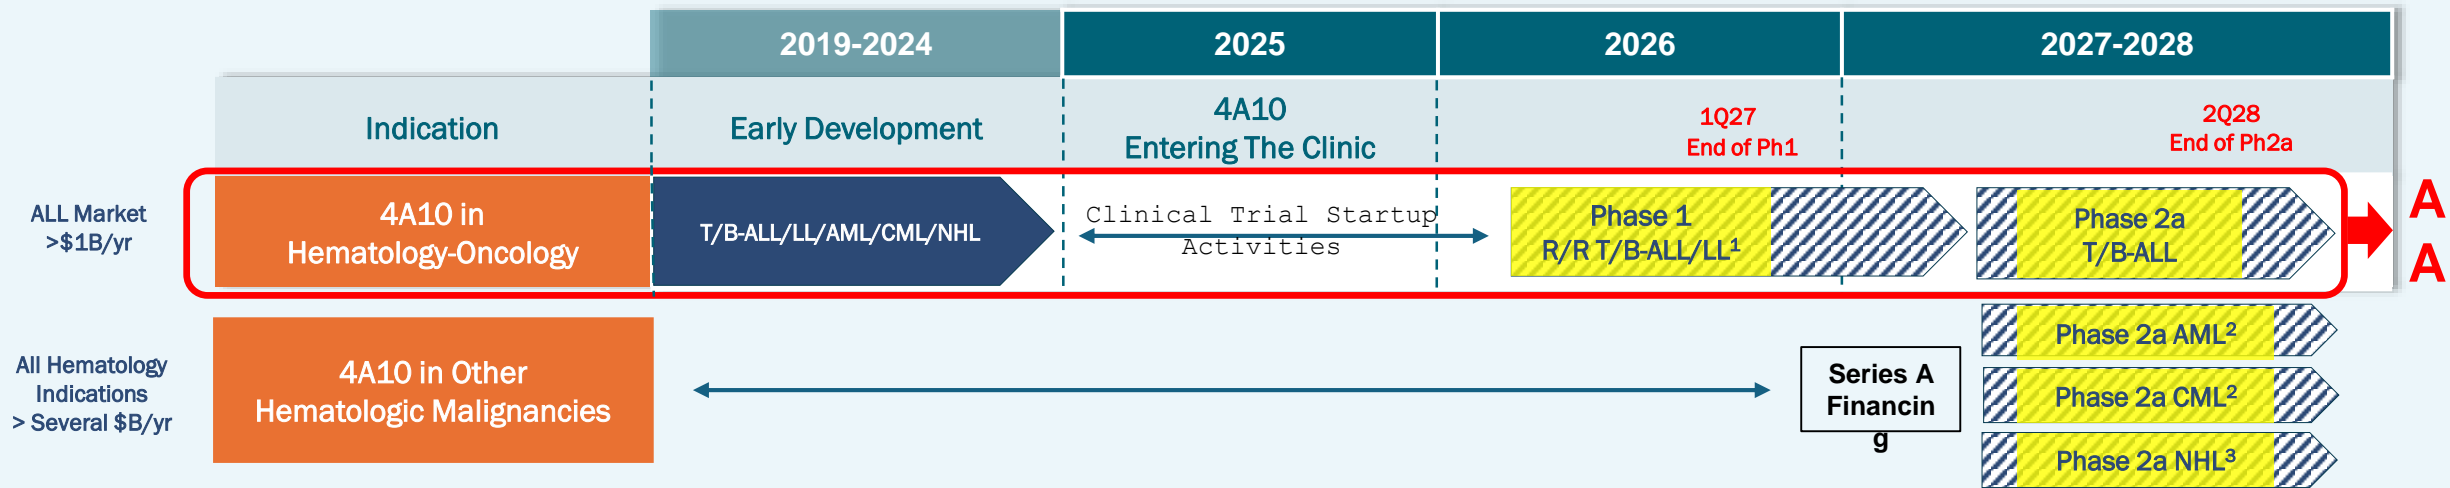 2019-2024
2025
2026
2027-2028
Indication
Early Development
4A10
Entering The Clinic
1Q27
End of Ph1
2Q28
End of Ph2a
ALL Market
>$1B/yr
4A10 in
Hematology-Oncology
T/B-ALL/LL/AML/CML/NHL
Clinical Trial Startup
Activities
Phase 1
R/R T/B-ALL/LL¹
Phase 2a
T/B-ALL
A
A
All Hematology
Indications
> Several $B/yr
4A10 in Other
Hematologic Malignancies
Series A
Financin
g
Phase 2a AML²
Phase 2a CML²
Phase 2a NHL³